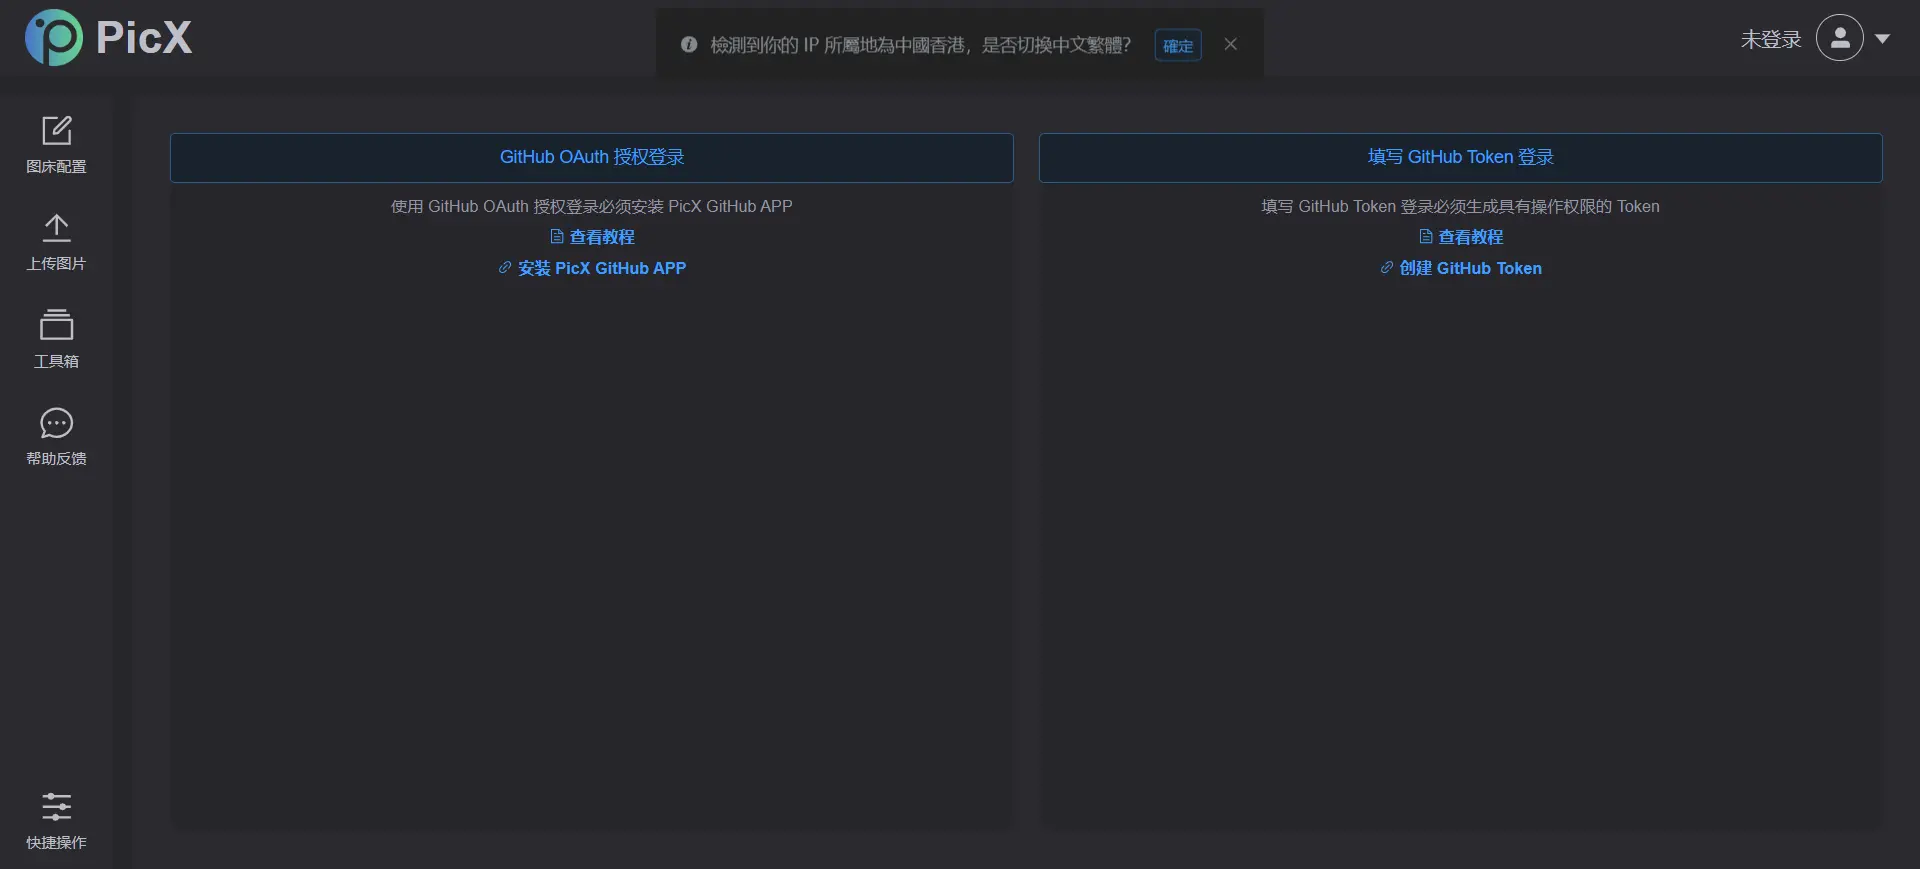 PicX
檢測到你的 IP 所屬地為中國香港，是否切換中文繁體？
確定
未登录
图床配置
上传图片
工具箱
帮助反馈
快捷操作
GitHub OAuth 授权登录
使用 GitHub OAuth 授权登录必须安装 PicX GitHub APP
查看教程
安装 PicX GitHub APP
填写 GitHub Token 登录
填写 GitHub Token 登录必须生成具有操作权限的 Token
查看教程
创建 GitHub Token